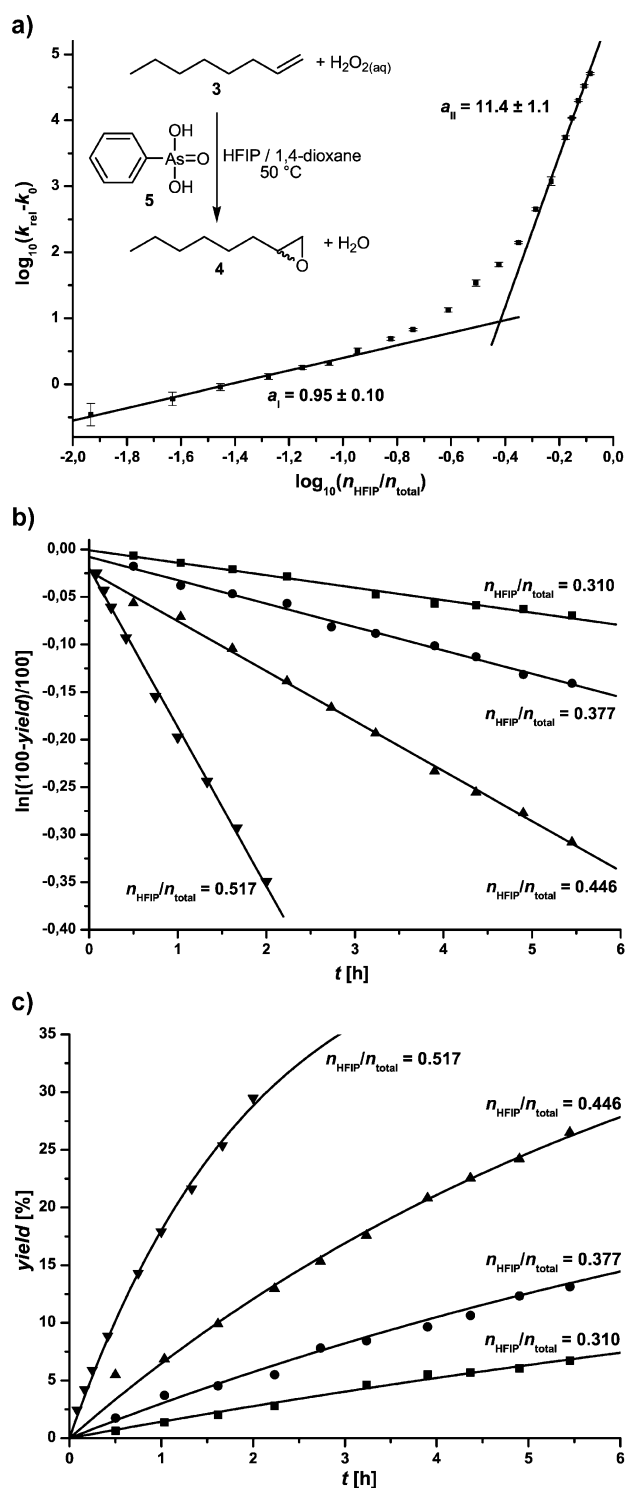 a)
log10(krel-k0)
5
4
3
2
1
0
-2,0 -1,8 -1,6 -1,4 -1,2 -1,0 -0,8 -0,6 -0,4 -0,2 0,0
log10(nHFIP/ntotal)
3
+ H2O2(aq)
OH
As=O
OH
5
HFIP / 1,4-dioxane
50 °C
O
4
+ H2O
aII = 11.4 ± 1.1
aI = 0.95 ± 0.10
b)
ln[(100-yield)/100]
0,00
-0,05
-0,10
-0,15
-0,20
-0,25
-0,30
-0,35
-0,40
nHFIP/ntotal = 0.310
nHFIP/ntotal = 0.377
nHFIP/ntotal = 0.446
nHFIP/ntotal = 0.517
0 1 2 3 4 5 6
t [h]
c)
yield [%]
35
30
25
20
15
10
5
0
nHFIP/ntotal = 0.517
nHFIP/ntotal = 0.446
nHFIP/ntotal = 0.377
nHFIP/ntotal = 0.310
0 1 2 3 4 5 6
t [h]